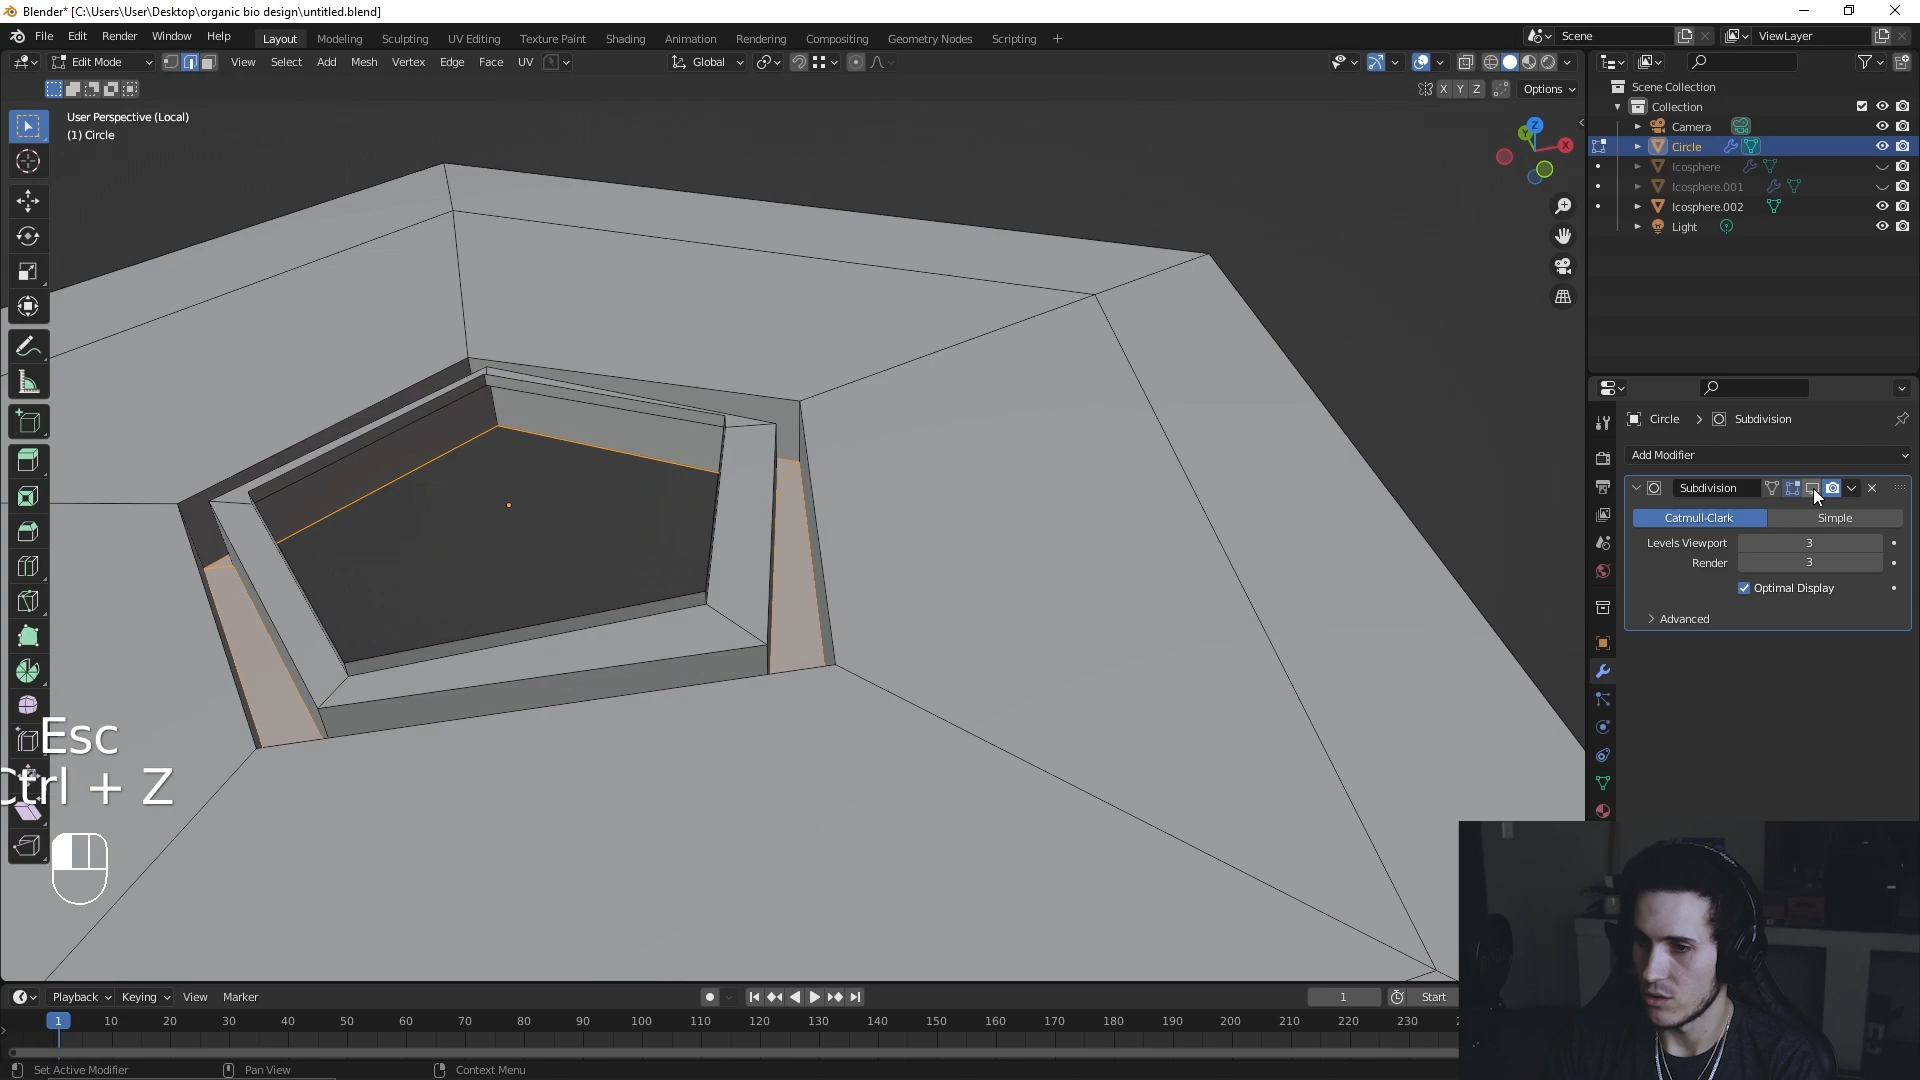 Blender* [C:\Users\User\Desktop\organic bio design\untitled.blend]
File Edit Render Window Help Layout Modeling Sculpting UV Editing Texture Paint Shading Animation Rendering Compositing Geometry Nodes Scripting + Scene ViewLayer
Edit Mode View Select Add Mesh Vertex Edge Face UV Global
X Y Z Options
User Perspective (Local)
(1) Circle
Z
Y
X
Scene Collection
Collection
Camera
Circle
Icosphere
Icosphere.001
Icosphere.002
Light
Circle > Subdivision
Add Modifier
Subdivision
Catmull-Clark Simple
Levels Viewport 3
Render 3
Optimal Display
Advanced
Esc
Ctrl + Z
Playback Keying View Marker 1 Start
1 10 20 30 40 50 60 70 80 90 100 110 120 130 140 150 160 170 180 190 200 210 220 230
Set Active Modifier Pan View Context Menu